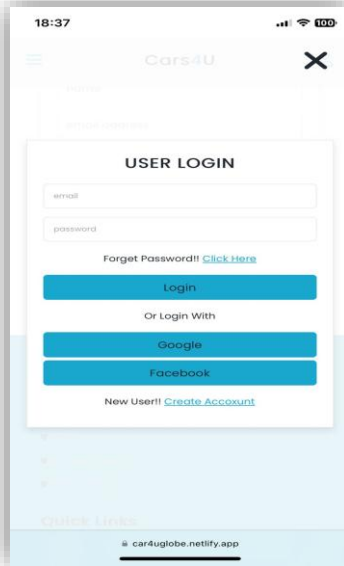 18:37
100
Cars4U
USER LOGIN
email
password
Forget Password!! Click Here
Login
Or Login With
Google
Facebook
New User!! Create Accoxunt
Quick Links
car4uglobe.netlify.app